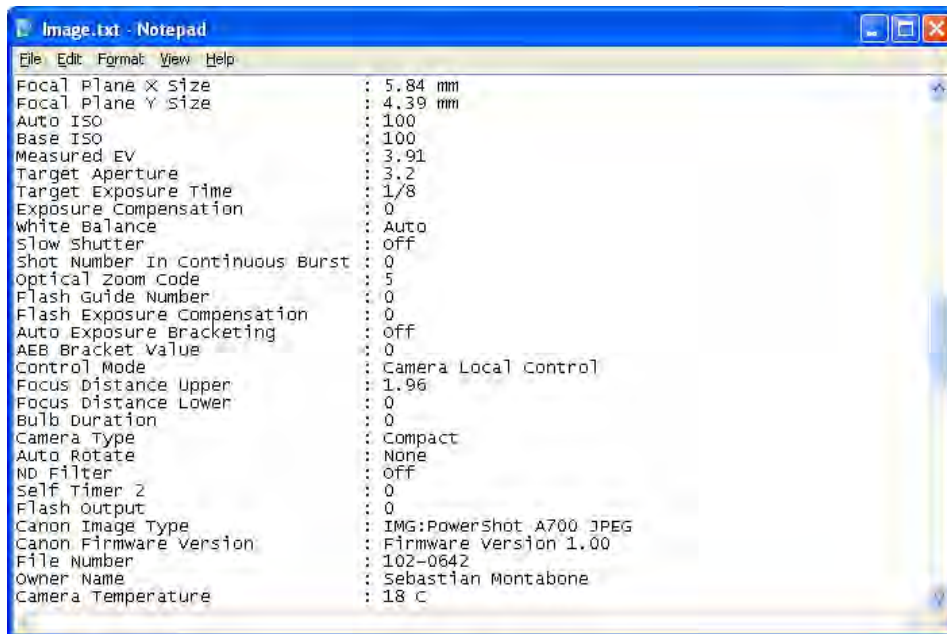 Image.txt - Notepad
File Edit Format View Help
Focal Plane X Size : 5.84 mm
Focal Plane Y Size : 4.39 mm
Auto ISO : 100
Base ISO : 100
Measured EV : 3.91
Target Aperture : 3.2
Target Exposure Time : 1/8
Exposure Compensation : 0
White Balance : Auto
Slow Shutter : Off
Shot Number In Continuous Burst : 0
Optical Zoom Code : 5
Flash Guide Number : 0
Flash Exposure Compensation : 0
Auto Exposure Bracketing : Off
AEB Bracket Value : 0
Control Mode : Camera Local Control
Focus Distance Upper : 1.96
Focus Distance Lower : 0
Bulb Duration : 0
Camera Type : Compact
Auto Rotate : None
ND Filter : Off
Self Timer 2 : 0
Flash Output : 0
Canon Image Type : IMG:PowerShot A700 JPEG
Canon Firmware Version : Firmware Version 1.00
File Number : 102-0642
Owner Name : Sebastian Montabone
Camera Temperature : 18 C